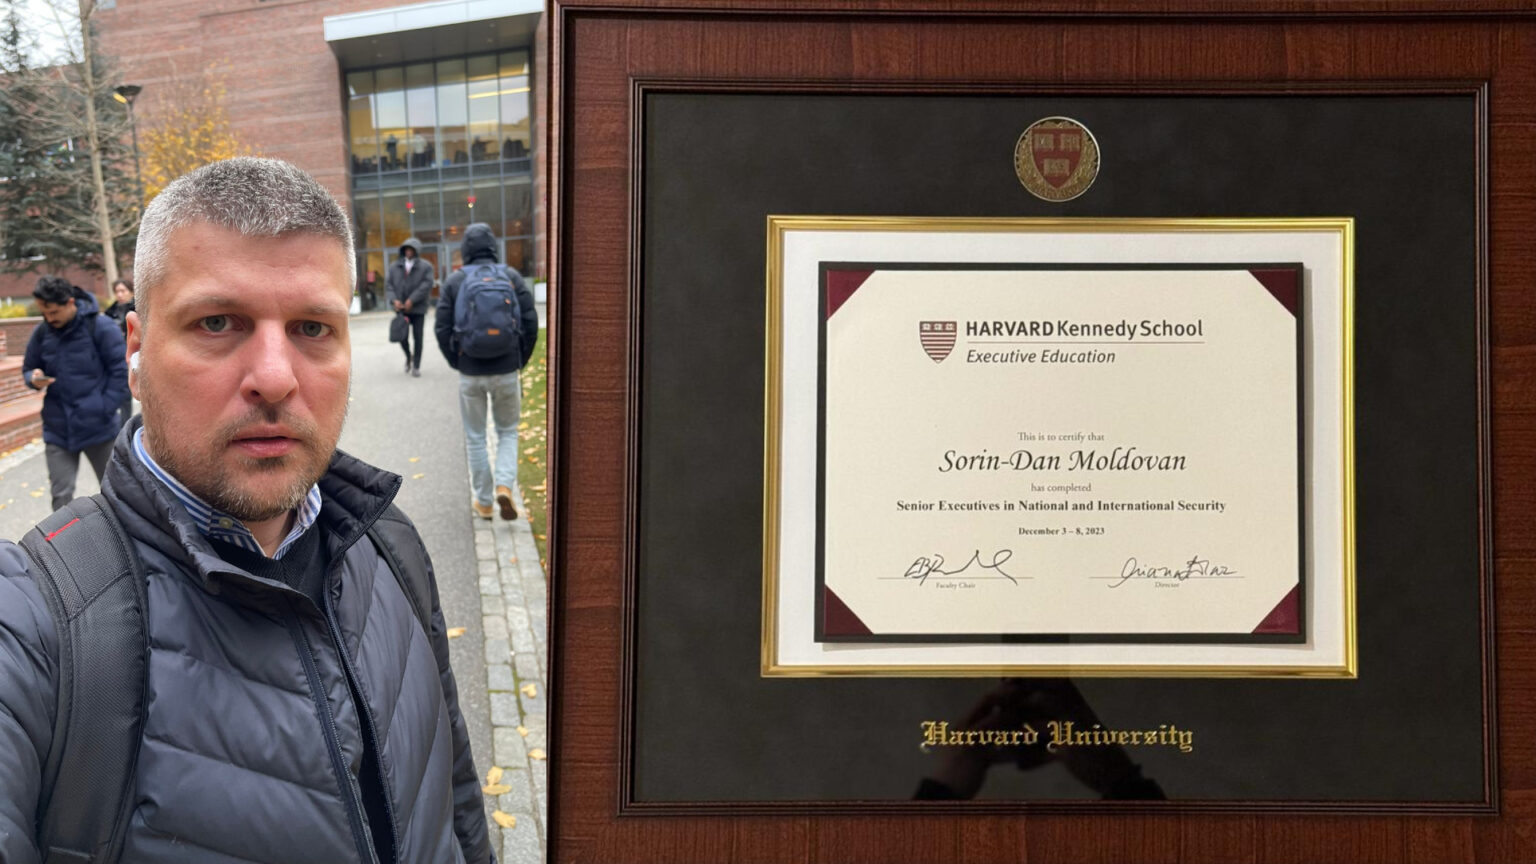 HARVARD Kennedy School
Executive Education
This is to certify that
Sorin-Dan Moldovan
has completed
Senior Executives in National and International Security
December 3 – 8, 2023
Faculty Chair
Director
Harvard University